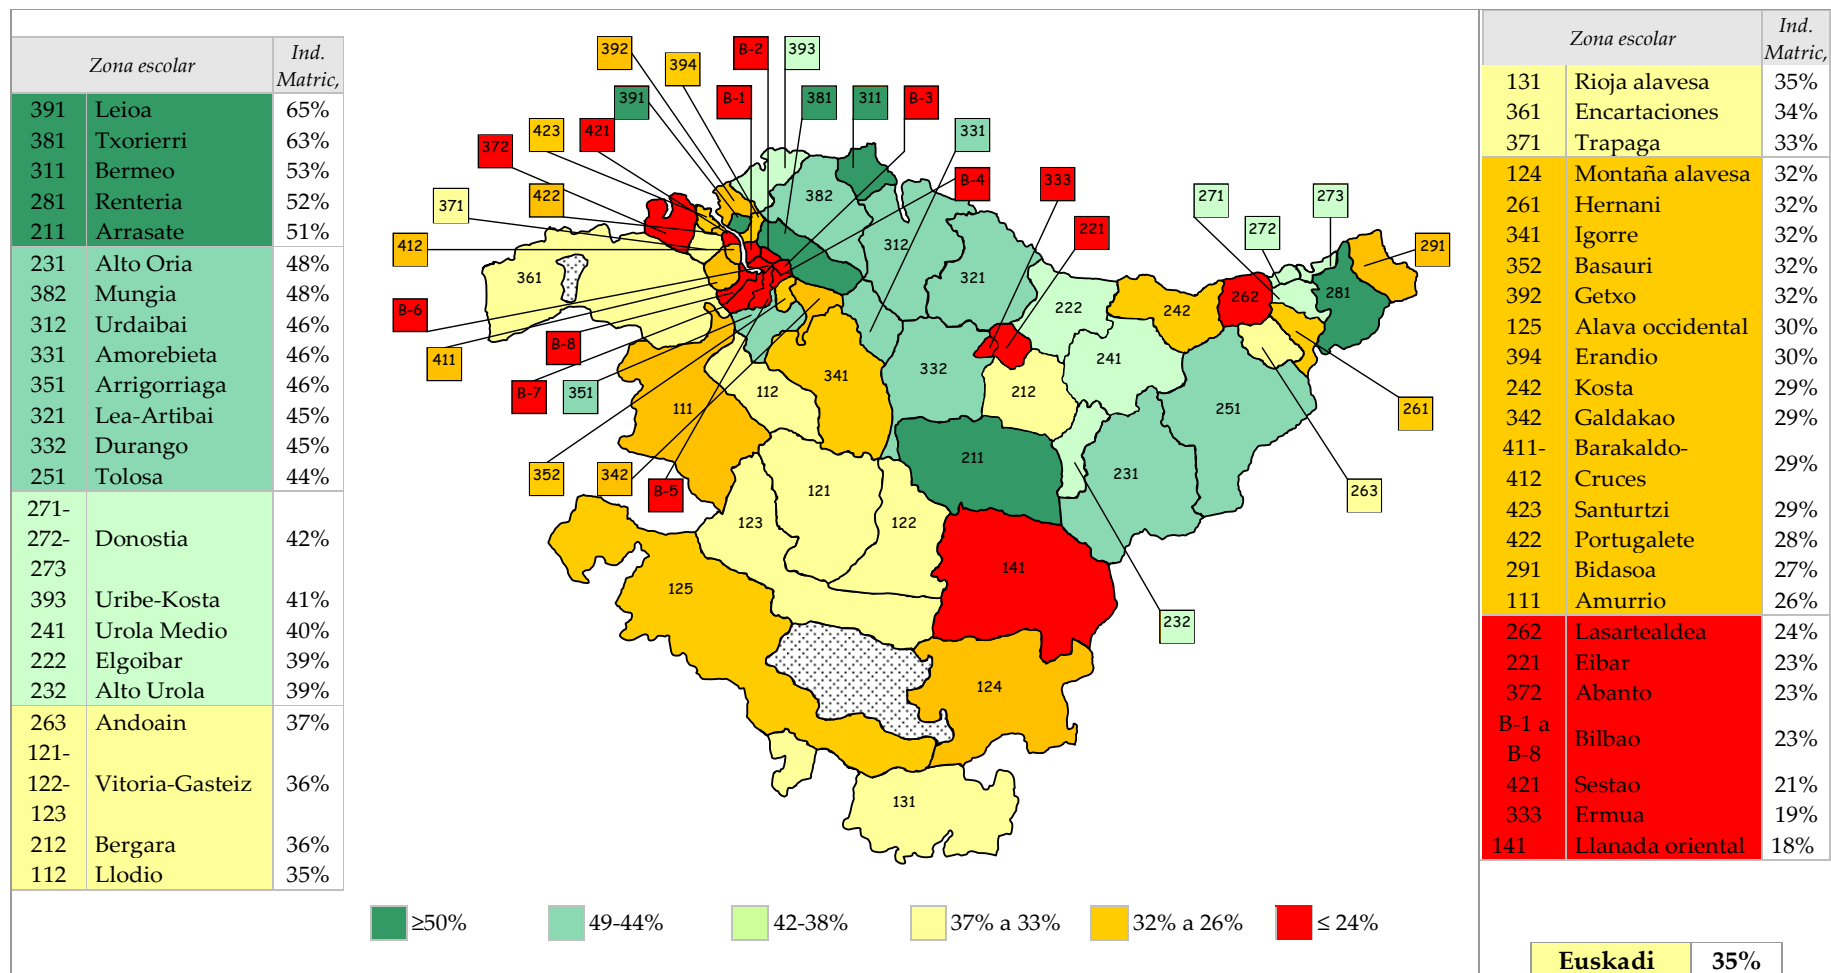 Zona escolar Ind. Matric,
391 Leioa 65%
381 Txorierri 63%
311 Bermeo 53%
281 Renteria 52%
211 Arrasate 51%
231 Alto Oria 48%
382 Mungia 48%
312 Urdaibai 46%
331 Amorebieta 46%
351 Arrigorriaga 46%
321 Lea-Artibai 45%
332 Durango 45%
251 Tolosa 44%
271-
272- Donostia 42%
273
393 Uribe-Kosta 41%
241 Urola Medio 40%
222 Elgoibar 39%
232 Alto Urola 39%
263 Andoain 37%
121-
122- Vitoria-Gasteiz 36%
123
212 Bergara 36%
112 Llodio 35%
392
B-2
393
394
391
B-1
381
311
B-3
423
421
331
372
B-4
333
371
422
382
271
273
412
312
221
272
291
361
321
B-6
222
242
262
281
411
B-8
241
B-7
351
112
341
332
212
111
251
261
352
342
B-5
211
231
263
121
123
122
141
125
232
124
131
≥50%
49-44%
42-38%
37% a 33%
32% a 26%
≤ 24%
Zona escolar Ind. Matric,
131 Rioja alavesa 35%
361 Encartaciones 34%
371 Trapaga 33%
124 Montaña alavesa 32%
261 Hernani 32%
341 Igorre 32%
352 Basauri 32%
392 Getxo 32%
125 Alava occidental 30%
394 Erandio 30%
242 Kosta 29%
342 Galdakao 29%
411- Barakaldo-
412 Cruces 29%
423 Santurtzi 29%
422 Portugalete 28%
291 Bidasoa 27%
111 Amurrio 26%
262 Lasartealdea 24%
221 Eibar 23%
372 Abanto 23%
B-1 a
B-8 Bilbao 23%
421 Sestao 21%
333 Ermua 19%
141 Llanada oriental 18%
Euskadi 35%